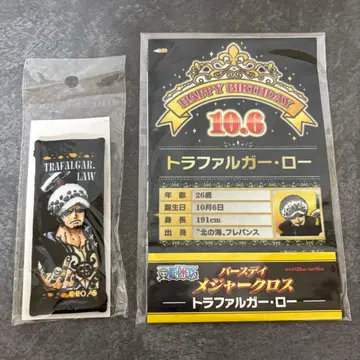 TRAFALGAR.
LAW
HAPPY BIRTHDAY
10.6
トラファルガー・ロー
年 齢 26歳
誕生日 10月6日
身 長 191cm
出 身 "北の海、フレバンス
ONE PIECE
バースデイ
メジャークロス
トラファルガー・ロー